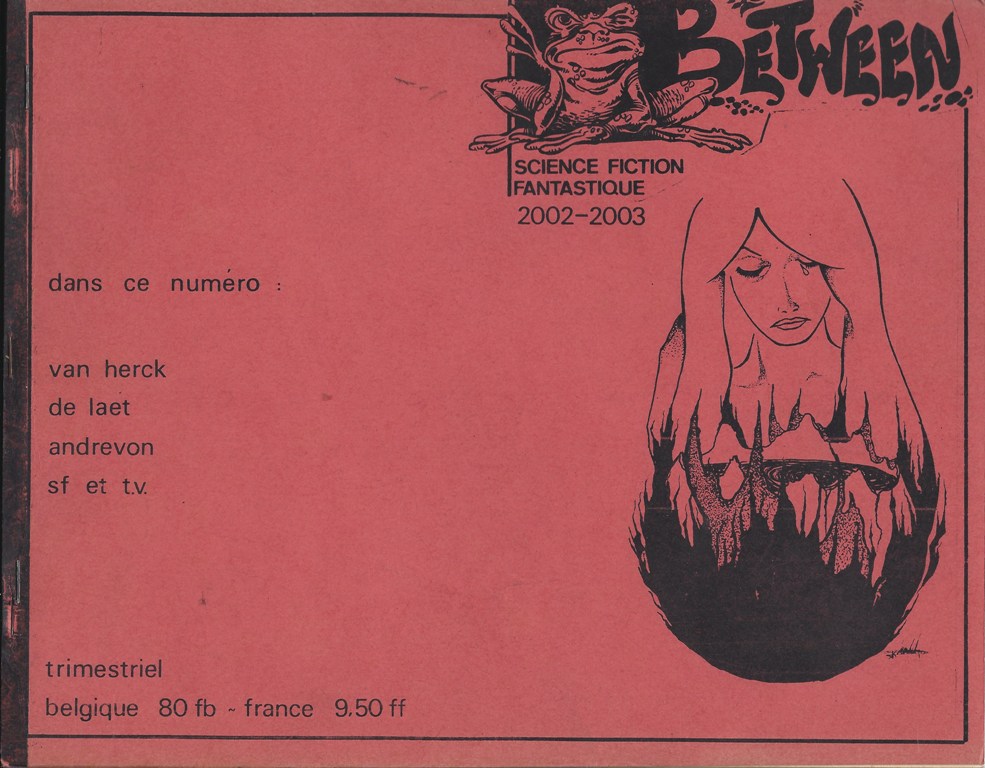 BETWEEN
SCIENCE FICTION
FANTASTIQUE
2002-2003
dans ce numéro :
van herck
de laet
andrevon
sf et t.v.
trimestriel
belgique 80 fb ~ france 9,50 ff